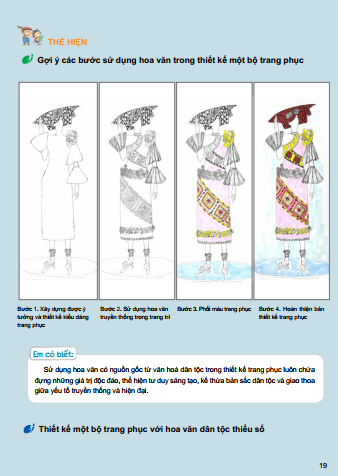 THỂ HIỆN
Gợi ý các bước sử dụng hoa văn trong thiết kế một bộ trang phục
Bước 1. Xây dựng được ý
tưởng và thiết kế kiểu dáng
trang phục
Bước 2. Sử dụng hoa văn
truyền thống trong trang trí
Bước 3. Phối màu trang phục
Bước 4. Hoàn thiện bản
thiết kế trang phục
Em có biết:
Sử dụng hoa văn có nguồn gốc từ văn hoá dân tộc trong thiết kế trang phục luôn chứa
đựng những giá trị độc đáo, thể hiện tư duy sáng tạo, kế thừa bản sắc dân tộc và giao thoa
giữa yếu tố truyền thống và hiện đại.
Thiết kế một bộ trang phục với hoa văn dân tộc thiểu số
19